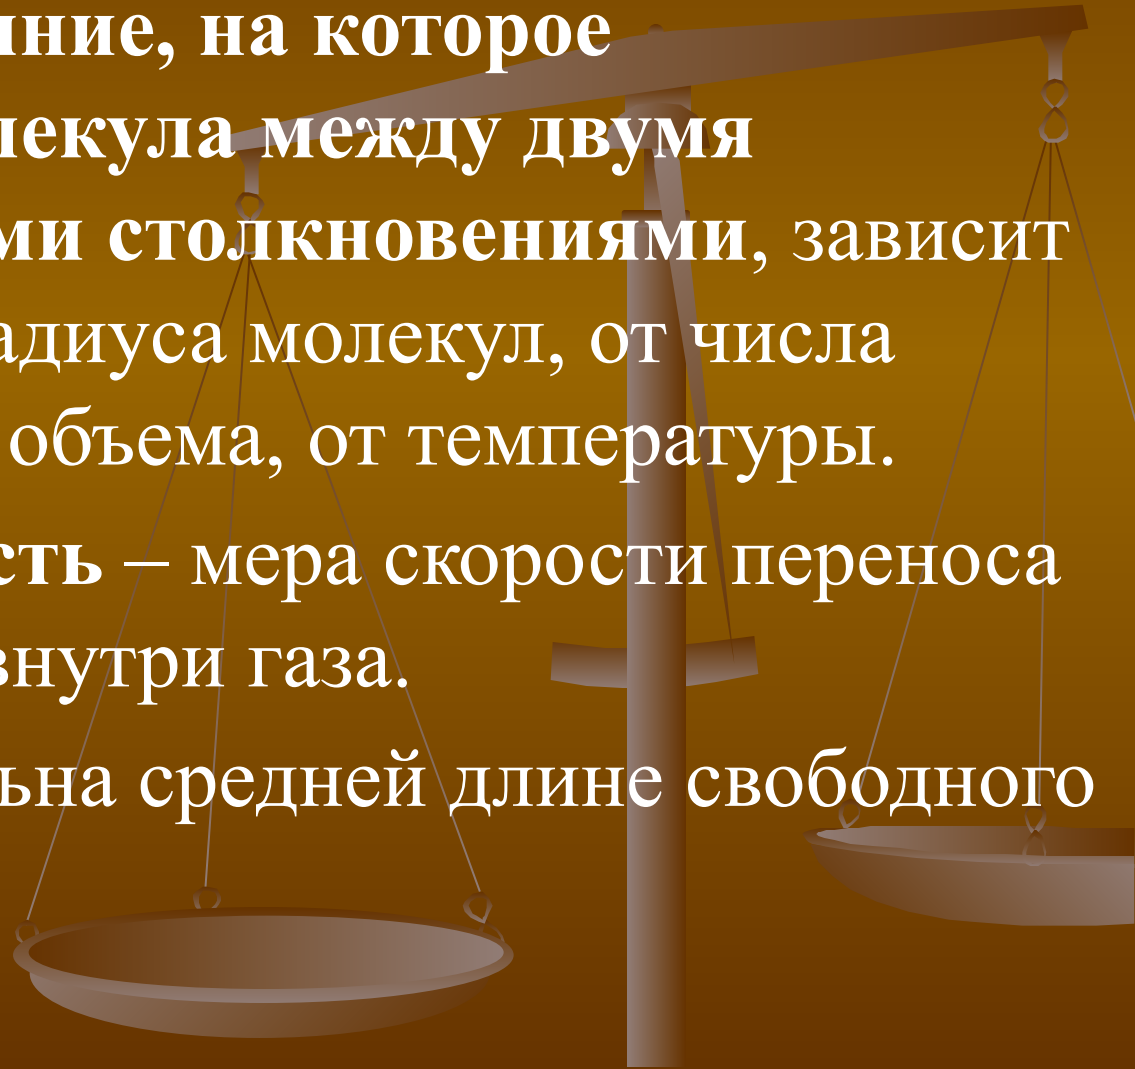 яние, на которое
лекула между двумя
ми столкновениями, зависит
адиуса молекул, от числа
объема, от температуры.
сть – мера скорости переноса
внутри газа.
ьна средней длине свободного